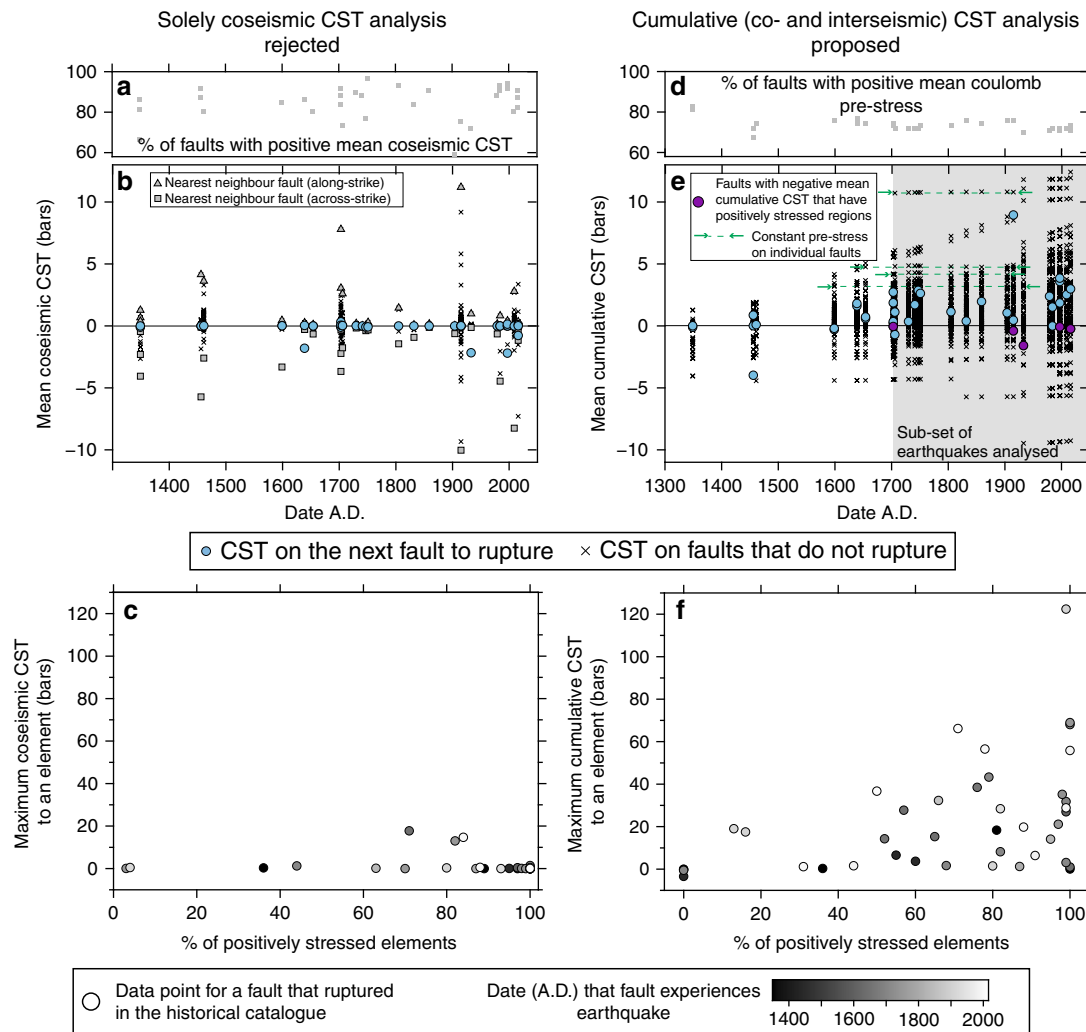 Solely coseismic CST analysis
rejected
Cumulative (co- and interseismic) CST analysis
proposed
a
100
80
60
% of faults with positive mean coseismic CST
b
Nearest neighbour fault (along-strike)
Nearest neighbour fault (across-strike)
Mean coseismic CST (bars)
10
5
0
−5
−10
1400 1500 1600 1700 1800 1900 2000
Date A.D.
d
100
80
60
% of faults with positive mean coulomb
pre-stress
e
Faults with negative mean
cumulative CST that have
positively stressed regions
Constant pre-stress
on individual faults
Mean cumulative CST (bars)
10
5
0
−5
−10
Sub-set of
earthquakes analysed
1300 1400 1500 1600 1700 1800 1900 2000
Date A.D.
CST on the next fault to rupture
CST on faults that do not rupture
c
Maximum coseismic CST
to an element (bars)
120
100
80
60
40
20
0
0 20 40 60 80 100
% of positively stressed elements
f
Maximum cumulative CST
to an element (bars)
120
100
80
60
40
20
0
0 20 40 60 80 100
% of positively stressed elements
Data point for a fault that ruptured
in the historical catalogue
Date (A.D.) that fault experiences
earthquake
1400 1600 1800 2000